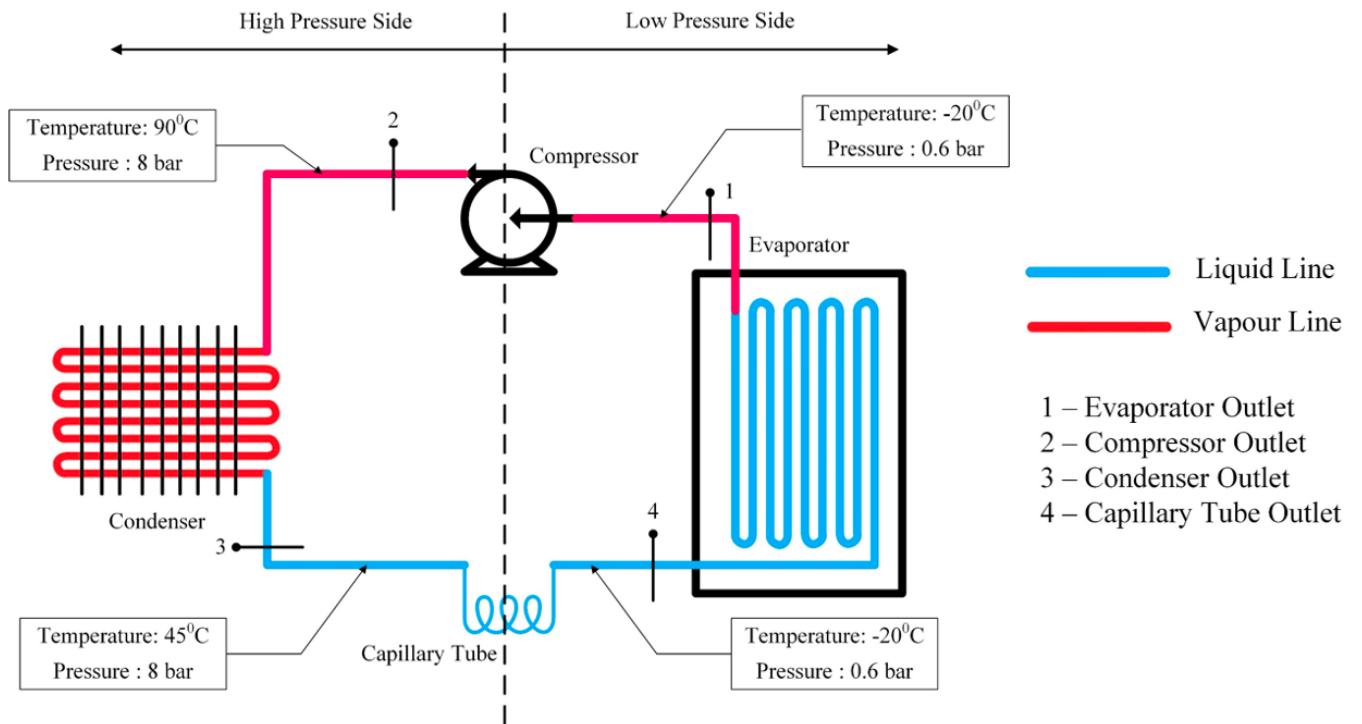 High Pressure Side
Low Pressure Side
Temperature: 90⁰C
Pressure : 8 bar
2
Compressor
Temperature: -20⁰C
Pressure : 0.6 bar
1
Evaporator
Liquid Line
Vapour Line
1 – Evaporator Outlet
2 – Compressor Outlet
3 – Condenser Outlet
4 – Capillary Tube Outlet
Condenser
3
4
Temperature: 45⁰C
Pressure : 8 bar
Capillary Tube
Temperature: -20⁰C
Pressure : 0.6 bar